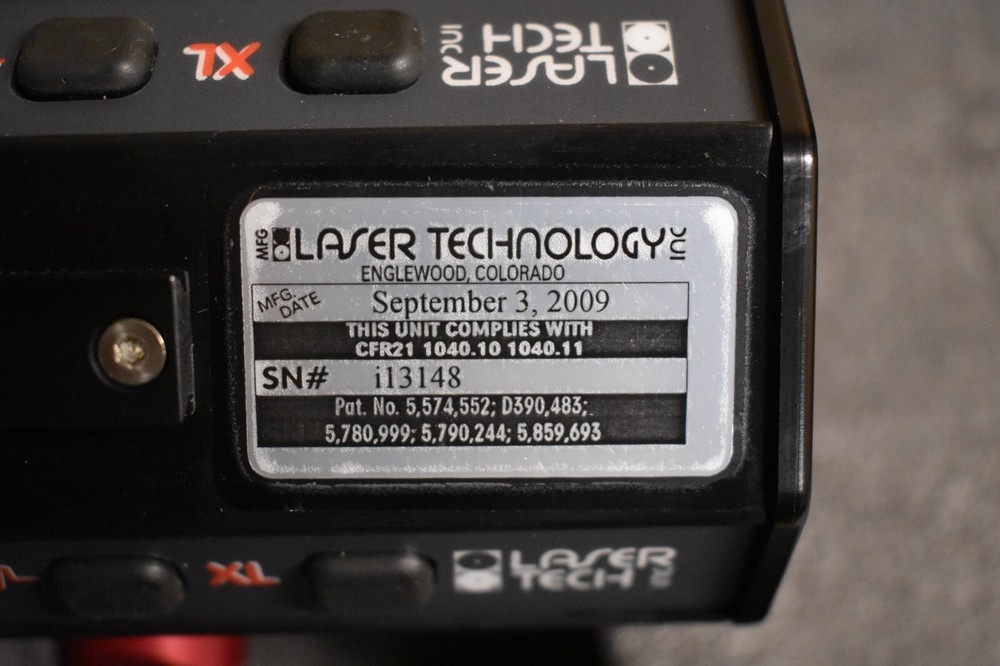 XL
LASER
TECH
INC
MFG
LASER TECHNOLOGY INC
ENGLEWOOD, COLORADO
MFG. DATE September 3, 2009
THIS UNIT COMPLIES WITH
CFR21 1040.10 1040.11
SN# i13148
Pat. No. 5,574,552; D390,483;
5,780,999; 5,790,244; 5,859,693
XL
LASER
TECH
INC